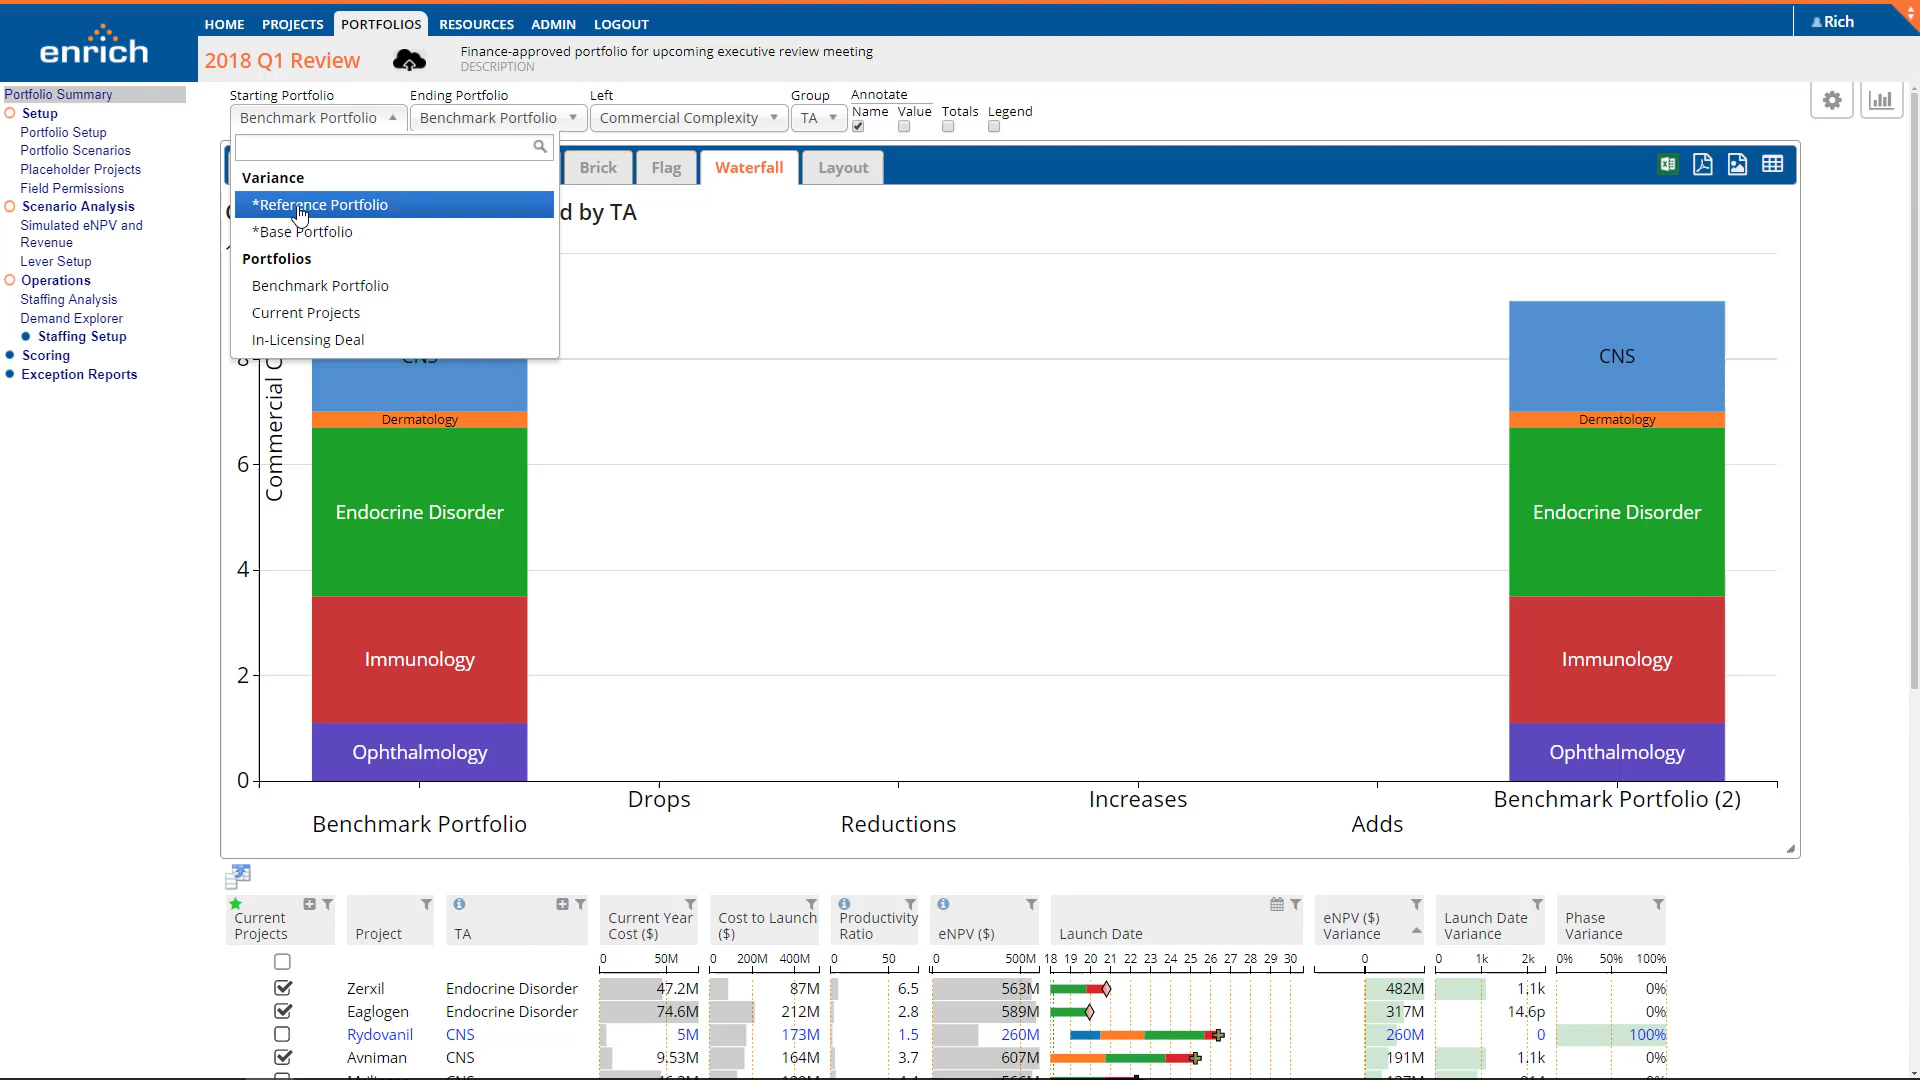 HOME PROJECTS PORTFOLIOS RESOURCES ADMIN LOGOUT
Rich
enrich
2018 Q1 Review
Finance-approved portfolio for upcoming executive review meeting
DESCRIPTION
Portfolio Summary
Setup
Portfolio Setup
Portfolio Scenarios
Placeholder Projects
Field Permissions
Scenario Analysis
Simulated eNPV and
Revenue
Lever Setup
Operations
Staffing Analysis
Demand Explorer
Staffing Setup
Scoring
Exception Reports
Starting Portfolio Ending Portfolio Left Group Annotate
Name Value Totals Legend
Benchmark Portfolio Benchmark Portfolio Commercial Complexity TA
Variance
*Reference Portfolio
*Base Portfolio
Portfolios
Benchmark Portfolio
Current Projects
In-Licensing Deal
Brick Flag Waterfall Layout
d by TA
Commercial C
8
6
4
2
0
CNS
Dermatology
Endocrine Disorder
Immunology
Ophthalmology
CNS
Dermatology
Endocrine Disorder
Immunology
Ophthalmology
Drops Increases Benchmark Portfolio (2)
Benchmark Portfolio Reductions Adds
Current Projects Project TA Current Year Cost ($) Cost to Launch ($) Productivity Ratio eNPV ($) Launch Date eNPV ($) Variance Launch Date Variance Phase Variance
0 50M 0 200M 400M 0 50 0 500M 18 19 20 21 22 23 24 25 26 27 28 29 30 0 0 1k 2k 0% 50% 100%
Zerxil Endocrine Disorder 47.2M 87M 6.5 563M 482M 1.1k 0%
Eaglogen Endocrine Disorder 74.6M 212M 2.8 589M 317M 14.6p 0%
Rydovanil CNS 5M 173M 1.5 260M 260M 0 100%
Avniman CNS 9.53M 164M 3.7 607M 191M 1.1k 0%